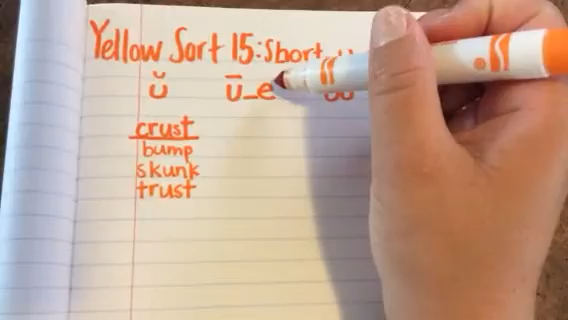 Yellow Sort 15: Short
ŭ ū_e
crust
bump
skunk
trust